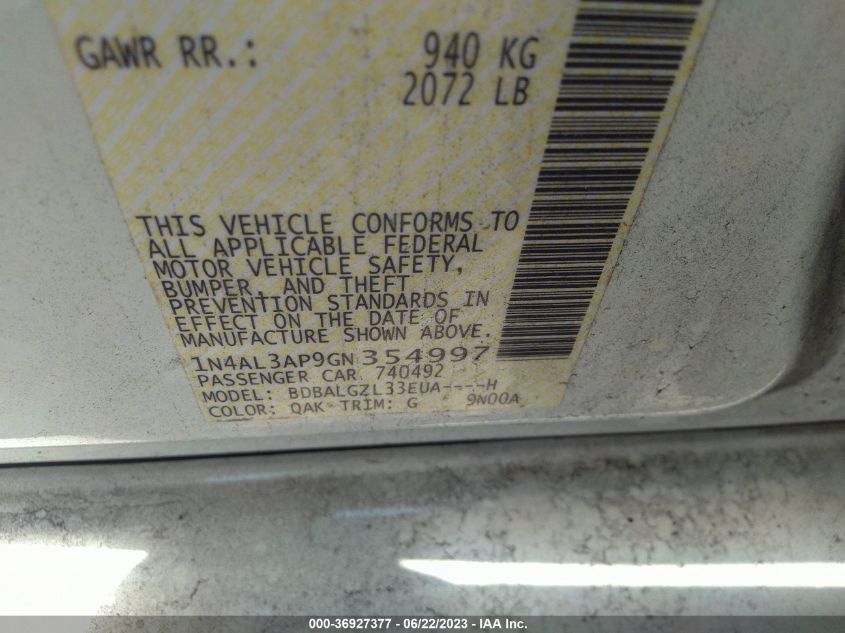 GAWR RR.: 940 KG
2072 LB
THIS VEHICLE CONFORMS TO
ALL APPLICABLE FEDERAL
MOTOR VEHICLE SAFETY,
BUMPER, AND THEFT
PREVENTION STANDARDS IN
EFFECT ON THE DATE OF
MANUFACTURE SHOWN ABOVE.
1N4AL3AP9GN354997
PASSENGER CAR 740492
MODEL: BDBALGZL33EUA----H
COLOR: QAK TRIM: G 9N00A
000-36927377 - 06/22/2023 - IAA Inc.